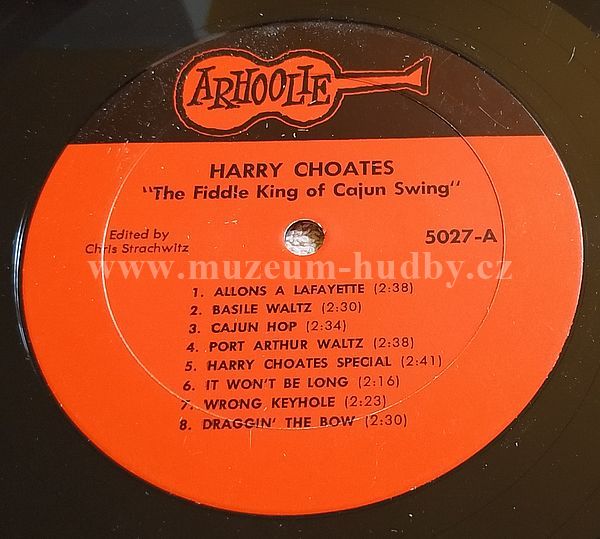 ARHOOLIE
HARRY CHOATES
"The Fiddle King of Cajun Swing"
Edited by
Chris Strachwitz
5027-A
www.muzeum-hudby.cz
1. ALLONS A LAFAYETTE (2:38)
2. BASILE WALTZ (2:30)
3. CAJUN HOP (2:34)
4. PORT ARTHUR WALTZ (2:38)
5. HARRY CHOATES SPECIAL (2:41)
6. IT WON'T BE LONG (2:16)
7. WRONG KEYHOLE (2:23)
8. DRAGGIN' THE BOW (2:30)